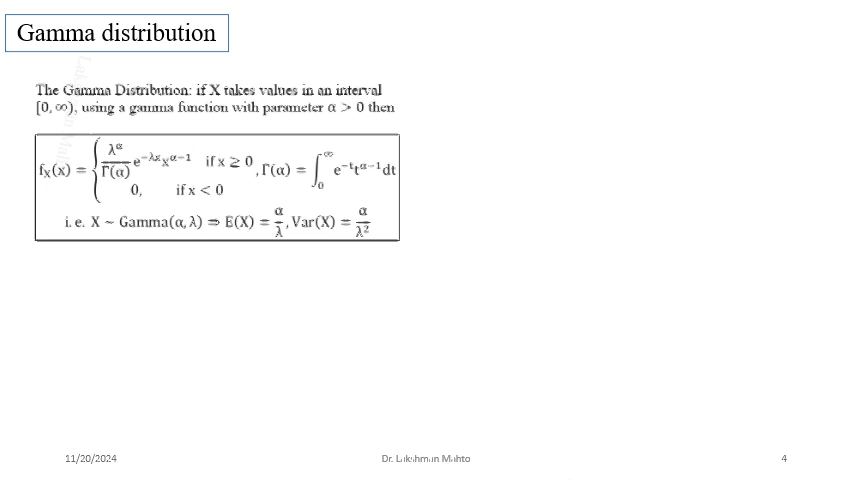 Gamma distribution
The Gamma Distribution: if X takes values in an interval
[0, ∞), using a gamma function with parameter α > 0 then
fₓ(x) = { λ^α/Γ(α) e^(−λx) x^(α−1) if x ≥ 0, Γ(α) = ∫₀^∞ e^(−t) t^(α−1) dt
0, if x < 0
i. e. X ~ Gamma(α, λ) ⇒ E(X) = α/λ, Var(X) = α/λ²
11/20/2024 Dr. Lakshman Mahto 4